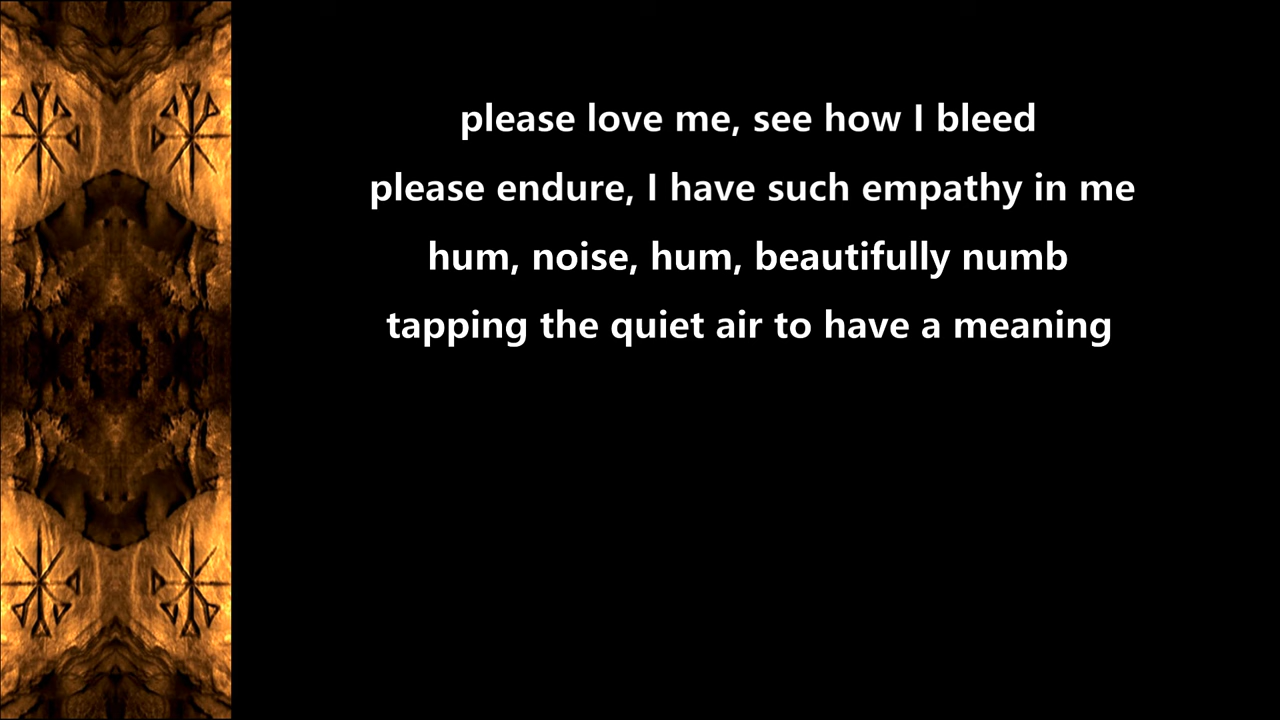 please love me, see how I bleed
please endure, I have such empathy in me
hum, noise, hum, beautifully numb
tapping the quiet air to have a meaning